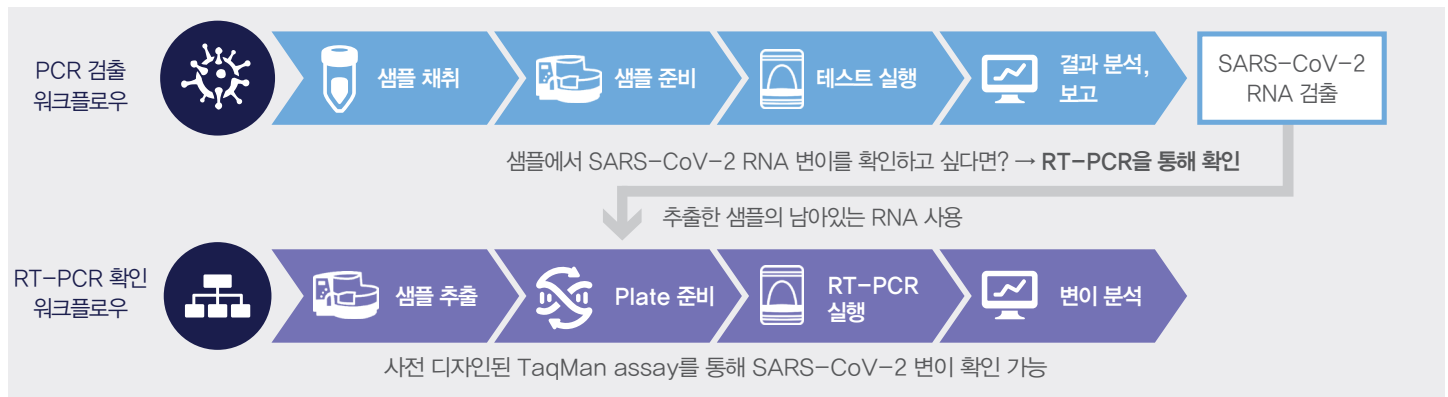 PCR 검출
워크플로우
샘플 채취
샘플 준비
테스트 실행
결과 분석,
보고
SARS-CoV-2
RNA 검출
샘플에서 SARS-CoV-2 RNA 변이를 확인하고 싶다면? → RT-PCR을 통해 확인
추출한 샘플의 남아있는 RNA 사용
RT-PCR 확인
워크플로우
샘플 추출
Plate 준비
RT-PCR
실행
변이 분석
사전 디자인된 TaqMan assay를 통해 SARS-CoV-2 변이 확인 가능